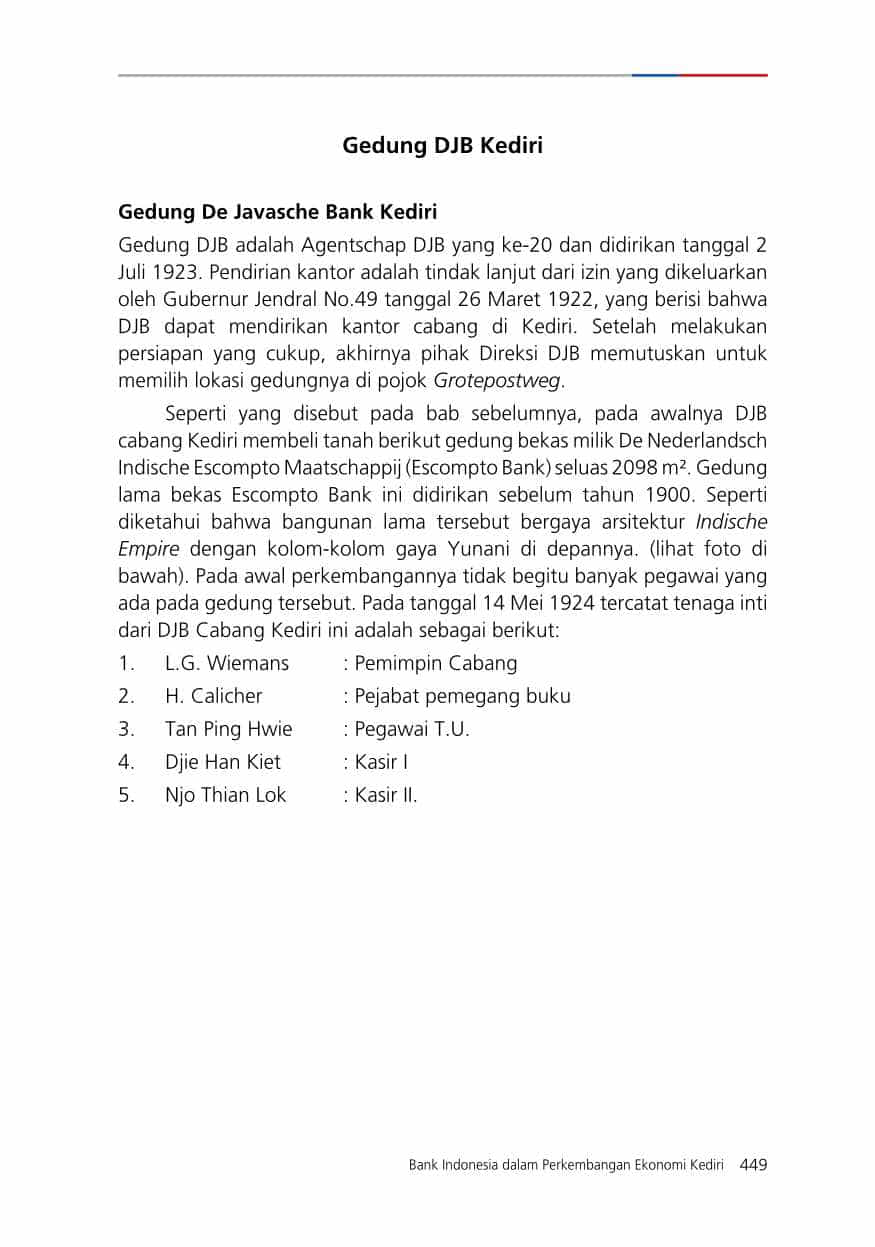 Gedung DJB Kediri
Gedung De Javasche Bank Kediri
Gedung DJB adalah Agentschap DJB yang ke-20 dan didirikan tanggal 2
Juli 1923. Pendirian kantor adalah tindak lanjut dari izin yang dikeluarkan
oleh Gubernur Jendral No.49 tanggal 26 Maret 1922, yang berisi bahwa
DJB dapat mendirikan kantor cabang di Kediri. Setelah melakukan
persiapan yang cukup, akhirnya pihak Direksi DJB memutuskan untuk
memilih lokasi gedungnya di pojok Grotepostweg.
Seperti yang disebut pada bab sebelumnya, pada awalnya DJB
cabang Kediri membeli tanah berikut gedung bekas milik De Nederlandsch
Indische Escompto Maatschappij (Escompto Bank) seluas 2098 m². Gedung
lama bekas Escompto Bank ini didirikan sebelum tahun 1900. Seperti
diketahui bahwa bangunan lama tersebut bergaya arsitektur Indische
Empire dengan kolom-kolom gaya Yunani di depannya. (lihat foto di
bawah). Pada awal perkembangannya tidak begitu banyak pegawai yang
ada pada gedung tersebut. Pada tanggal 14 Mei 1924 tercatat tenaga inti
dari DJB Cabang Kediri ini adalah sebagai berikut:
1. L.G. Wiemans : Pemimpin Cabang
2. H. Calicher : Pejabat pemegang buku
3. Tan Ping Hwie : Pegawai T.U.
4. Djie Han Kiet : Kasir I
5. Njo Thian Lok : Kasir II.
Bank Indonesia dalam Perkembangan Ekonomi Kediri 449